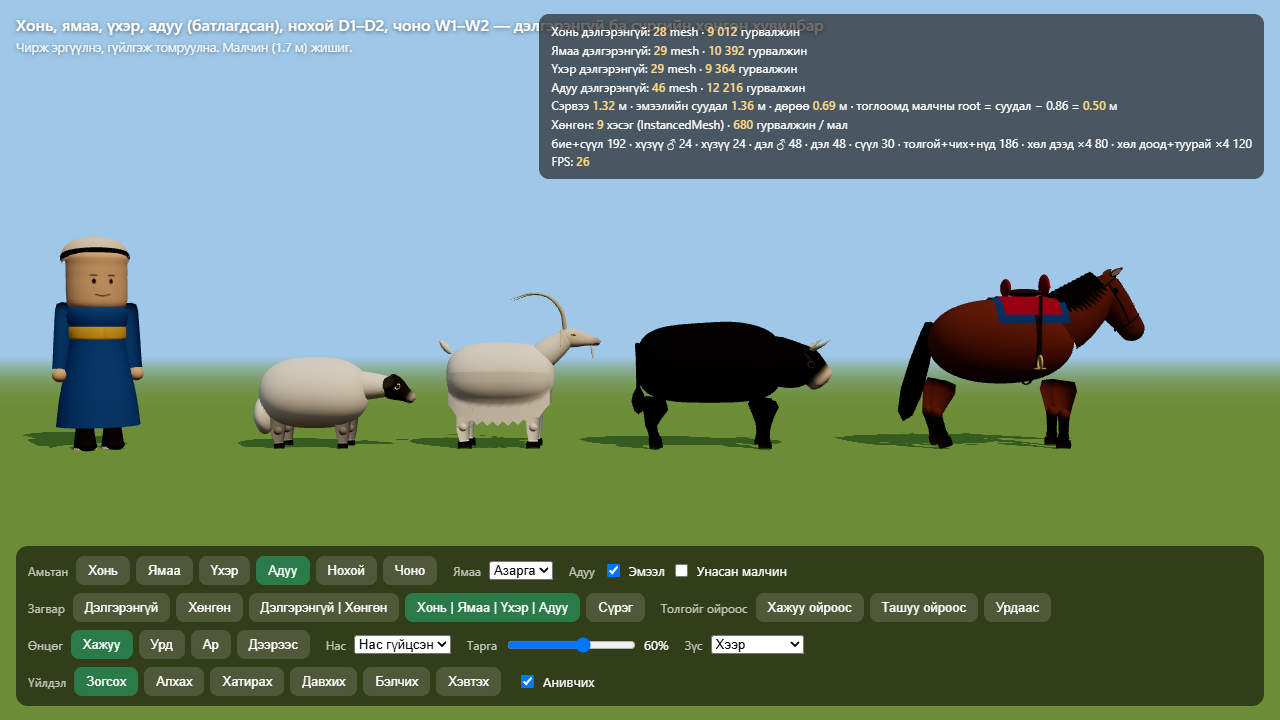 Хонь, ямаа, үхэр, адуу (батлагдсан), нохой D1–D2, чоно W1–W2 — дэлгэрэнгүй ба сүргийн хөнгөн хувилбар
Чирж эргүүлнэ, гүйлгэж томруулна. Малчин (1.7 м) жишиг.
Хонь дэлгэрэнгүй: 28 mesh · 9 012 гурвалжин
Ямаа дэлгэрэнгүй: 29 mesh · 10 392 гурвалжин
Үхэр дэлгэрэнгүй: 29 mesh · 9 364 гурвалжин
Адуу дэлгэрэнгүй: 46 mesh · 12 216 гурвалжин
Сэрвээ 1.32 м · эмээлийн суудал 1.36 м · дөрөө 0.69 м · тоглоомд малчны root = суудал − 0.86 = 0.50 м
Хөнгөн: 9 хэсэг (InstancedMesh) · 680 гурвалжин / мал
бие+сүүл 192 · хүзүү ♂ 24 · хүзүү 24 · дэл ♂ 48 · дэл 48 · сүүл 30 · толгой+чих+нүд 186 · хөл дээд ×4 80 · хөл доод+туурай ×4 120
FPS: 26
Амьтан Хонь Ямаа Үхэр Адуу Нохой Чоно Ямаа Азарга Адуу Эмээл Унасан малчин
Загвар Дэлгэрэнгүй Хөнгөн Дэлгэрэнгүй | Хөнгөн Хонь | Ямаа | Үхэр | Адуу Сүрэг Толгойг ойроос Хажуу ойроос Ташуу ойроос Урдаас
Өнцөг Хажуу Урд Ар Дээрээс Нас Нас гүйцсэн Тарга 60% Зүс Хээр
Үйлдэл Зогсох Алхах Хатирах Давхих Бэлчих Хэвтэх Анивчих